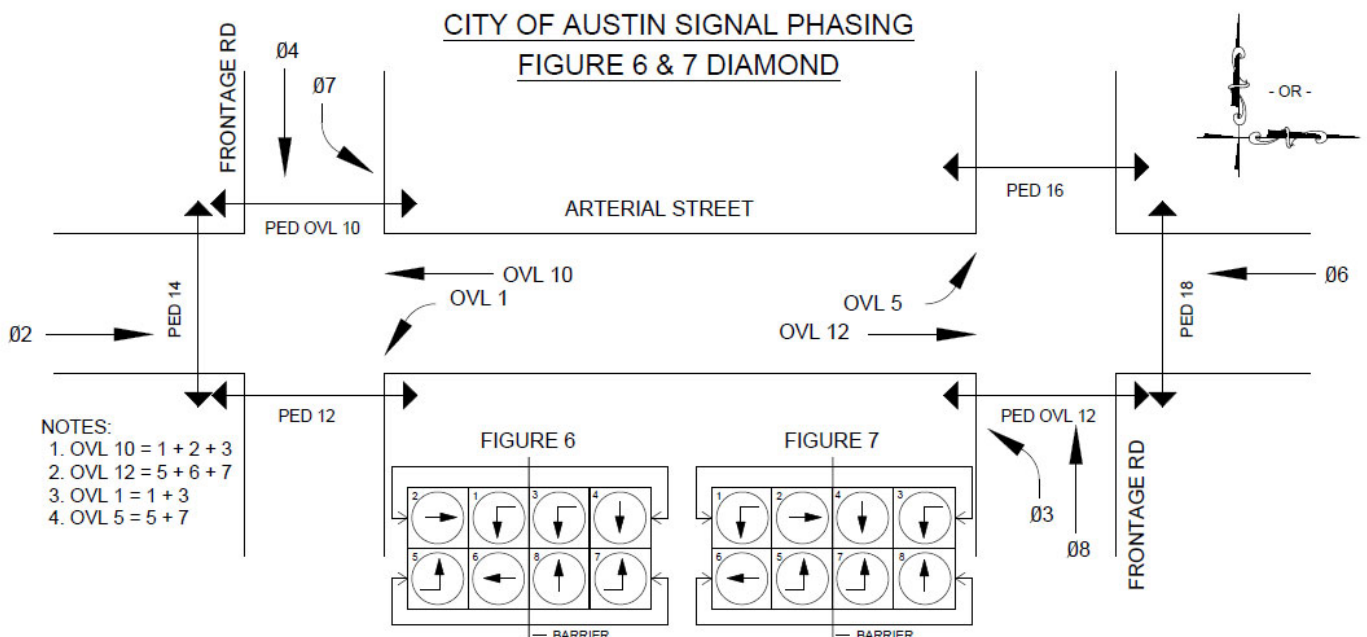 CITY OF AUSTIN SIGNAL PHASING
FIGURE 6 & 7 DIAMOND
FRONTAGE RD
Ø4
Ø7
- OR -
PED OVL 10
ARTERIAL STREET
PED 16
PED 14
OVL 10
OVL 1
OVL 5
Ø6
Ø2
OVL 12
PED 18
PED 12
PED OVL 12
NOTES:
1. OVL 10 = 1 + 2 + 3
2. OVL 12 = 5 + 6 + 7
3. OVL 1 = 1 + 3
4. OVL 5 = 5 + 7
FIGURE 6
2 1 3 4
5 6 8 7
BARRIER
FIGURE 7
1 2 4 3
6 5 7 8
BARRIER
Ø3
Ø8
FRONTAGE RD